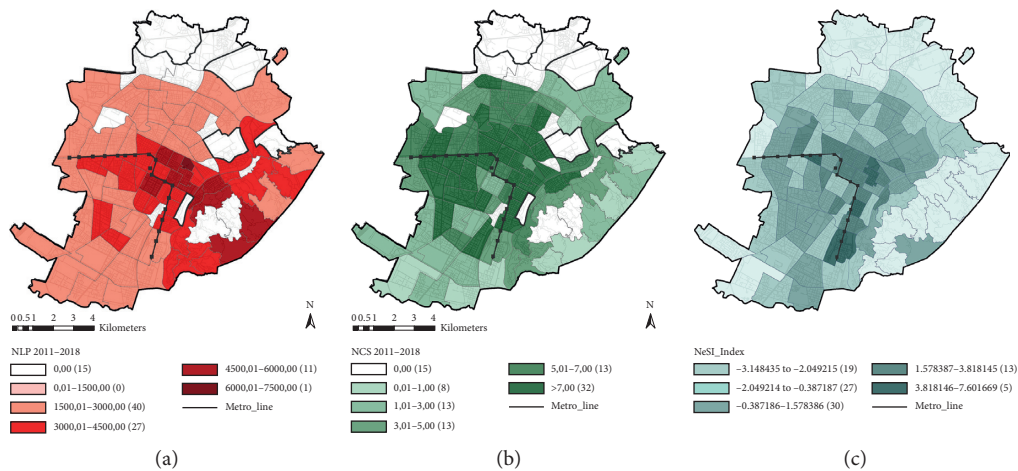 N
0 0.5 1 2 3 4
Kilometers
NLP 2011–2018
0,00 (15)
0,01–1500,00 (0)
1500,01–3000,00 (40)
3000,01–4500,00 (27)
4500,01–6000,00 (11)
6000,01–7500,00 (1)
Metro_line
(a)
N
0 0.5 1 2 3 4
Kilometers
NCS 2011–2018
0,00 (15)
0,01–1,00 (8)
1,01–3,00 (13)
3,01–5,00 (13)
5,01–7,00 (13)
>7,00 (32)
Metro_line
(b)
NeSI_Index
−3.148435 to −2.049215 (19)
−2.049214 to −0.387187 (27)
−0.387186–1.578386 (30)
1.578387–3.818145 (13)
3.818146–7.601669 (5)
Metro_line
(c)